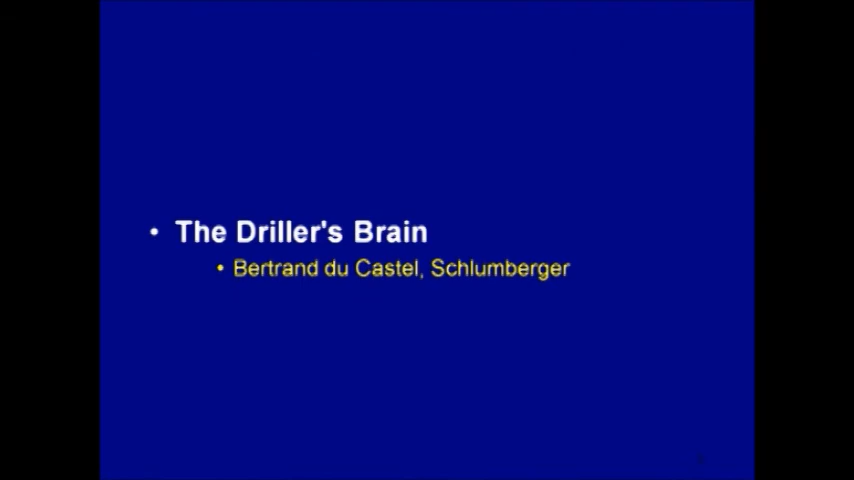 • The Driller's Brain
• Bertrand du Castel, Schlumberger